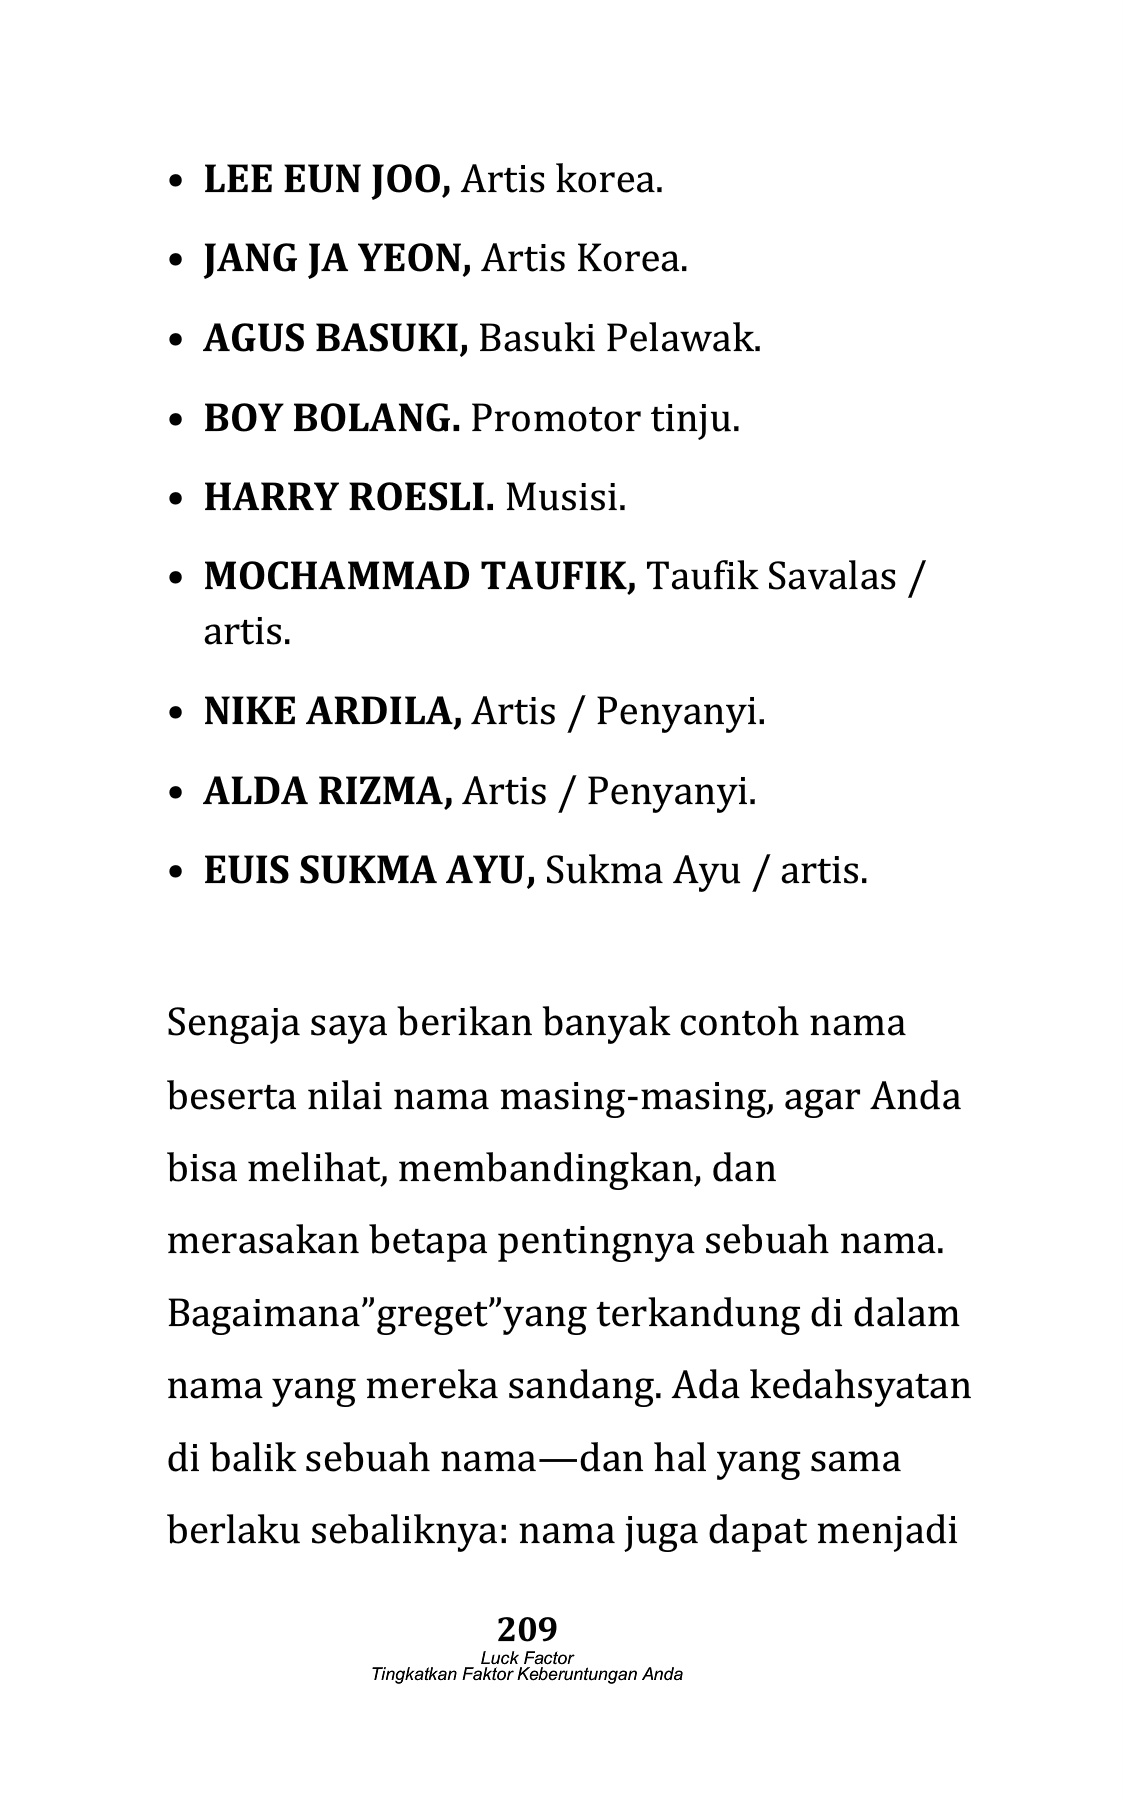 • LEE EUN JOO, Artis korea.
• JANG JA YEON, Artis Korea.
• AGUS BASUKI, Basuki Pelawak.
• BOY BOLANG. Promotor tinju.
• HARRY ROESLI. Musisi.
• MOCHAMMAD TAUFIK, Taufik Savalas /
artis.
• NIKE ARDILA, Artis / Penyanyi.
• ALDA RIZMA, Artis / Penyanyi.
• EUIS SUKMA AYU, Sukma Ayu / artis.
Sengaja saya berikan banyak contoh nama
beserta nilai nama masing-masing, agar Anda
bisa melihat, membandingkan, dan
merasakan betapa pentingnya sebuah nama.
Bagaimana”greget”yang terkandung di dalam
nama yang mereka sandang. Ada kedahsyatan
di balik sebuah nama—dan hal yang sama
berlaku sebaliknya: nama juga dapat menjadi
209
Luck Factor
Tingkatkan Faktor Keberuntungan Anda